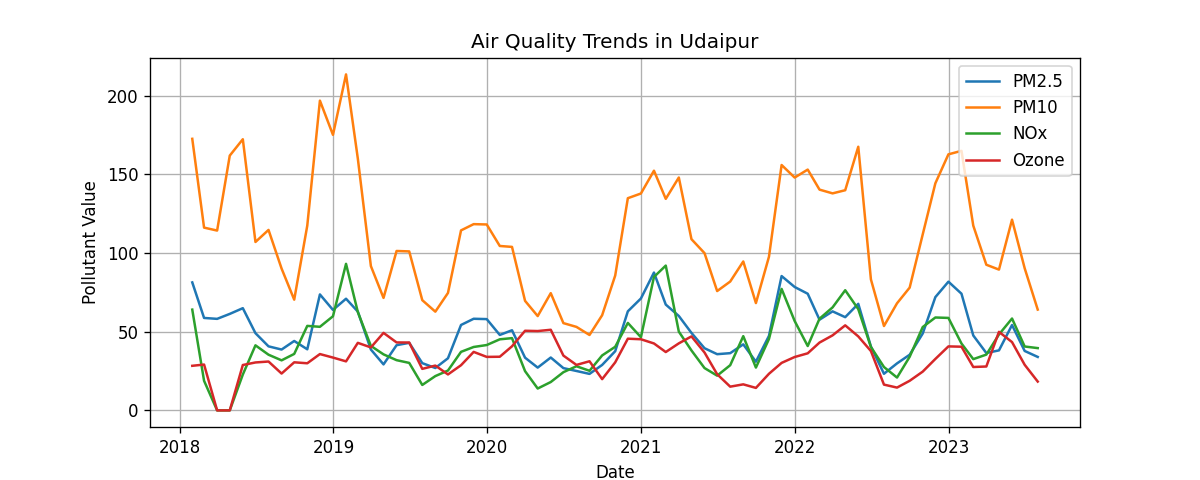 Air Quality Trends in Udaipur
PM2.5
PM10
NOx
Ozone
Pollutant Value
200
150
100
50
0
2018 2019 2020 2021 2022 2023
Date